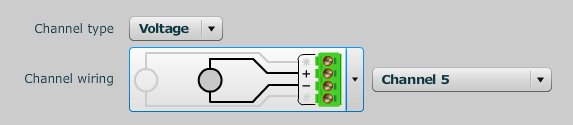 Channel type Voltage
Channel wiring * + − * Channel 5